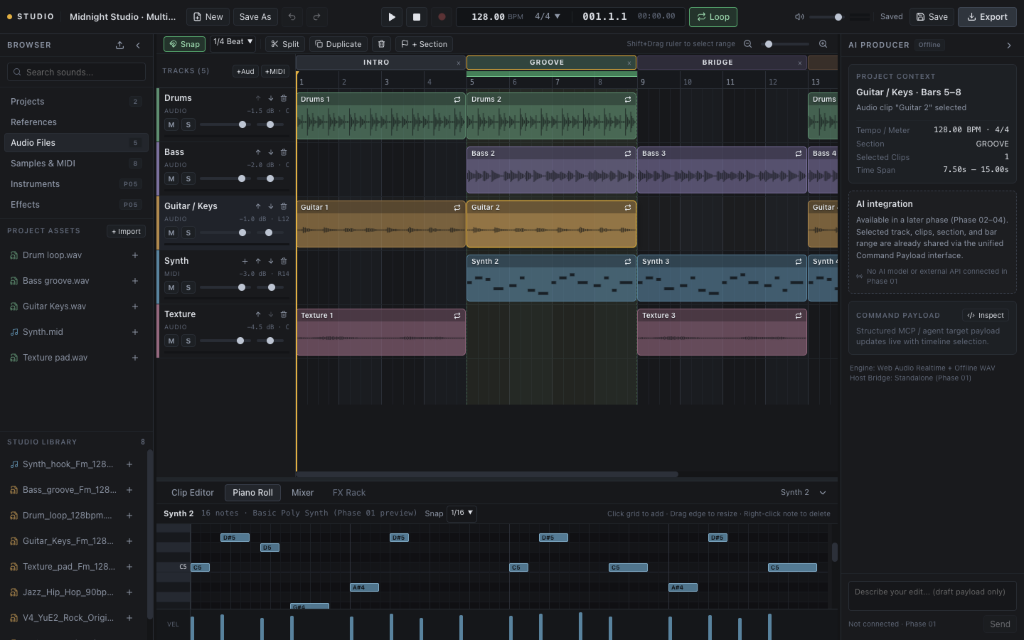 STUDIO
Midnight Studio · Multi...
New
Save As
128.00 BPM 4/4 ▼ 001.1.1 00:00.00
Loop
Saved
Save
Export
BROWSER
Search sounds...
Projects 2
References
Audio Files 5
Samples & MIDI 8
Instruments P05
Effects P05
PROJECT ASSETS
+ Import
Drum loop.wav +
Bass groove.wav +
Guitar Keys.wav +
Synth.mid +
Texture pad.wav +
STUDIO LIBRARY 8
Synth_hook_Fm_128... +
Bass_groove_Fm_128... +
Drum_loop_128bpm.... +
Guitar_Keys_Fm_128... +
Texture_pad_Fm_128... +
Jazz_Hip_Hop_90bp... +
V4_YuE2_Rock_Origi... +
Snap
1/4 Beat ▼
Split
Duplicate
+ Section
Shift+Drag ruler to select range
TRACKS (5)
+Aud
+MIDI
INTRO x
GROOVE x
BRIDGE x
1 2 3 4 5 6 7 8 9 10 11 12 13
Drums
AUDIO -1.5 dB · C
M S
Drums 1
Drums 2
Drums
Bass
AUDIO -2.0 dB · C
M S
Bass 2
Bass 3
Bass 4
Guitar / Keys
AUDIO -1.0 dB · L12
M S
Guitar 1
Guitar 2
Guitar
Synth
MIDI -3.0 dB · R14
M S
Synth 2
Synth 3
Synth 4
Texture
AUDIO -4.5 dB · C
M S
Texture 1
Texture 3
Clip Editor
Piano Roll
Mixer
FX Rack
Synth 2
Synth 2 16 notes · Basic Poly Synth (Phase 01 preview) Snap 1/16 ▼
Click grid to add · Drag edge to resize · Right-click note to delete
D#5 D#5 D#5 D#5
D5
C5 C5 C5 C5 C5
A#4 A#4
VEL
AI PRODUCER Offline
PROJECT CONTEXT
Guitar / Keys · Bars 5–8
Audio clip "Guitar 2" selected
Tempo / Meter 128.00 BPM · 4/4
Section GROOVE
Selected Clips 1
Time Span 7.50s — 15.00s
AI integration
Available in a later phase (Phase 02–04).
Selected track, clips, section, and bar
range are already shared via the unified
Command Payload interface.
No AI model or external API connected in
Phase 01
COMMAND PAYLOAD
Inspect
Structured MCP / agent target payload
updates live with timeline selection.
Engine: Web Audio Realtime + Offline WAV
Host Bridge: Standalone (Phase 01)
Describe your edit... (draft payload only)
Not connected · Phase 01
Send